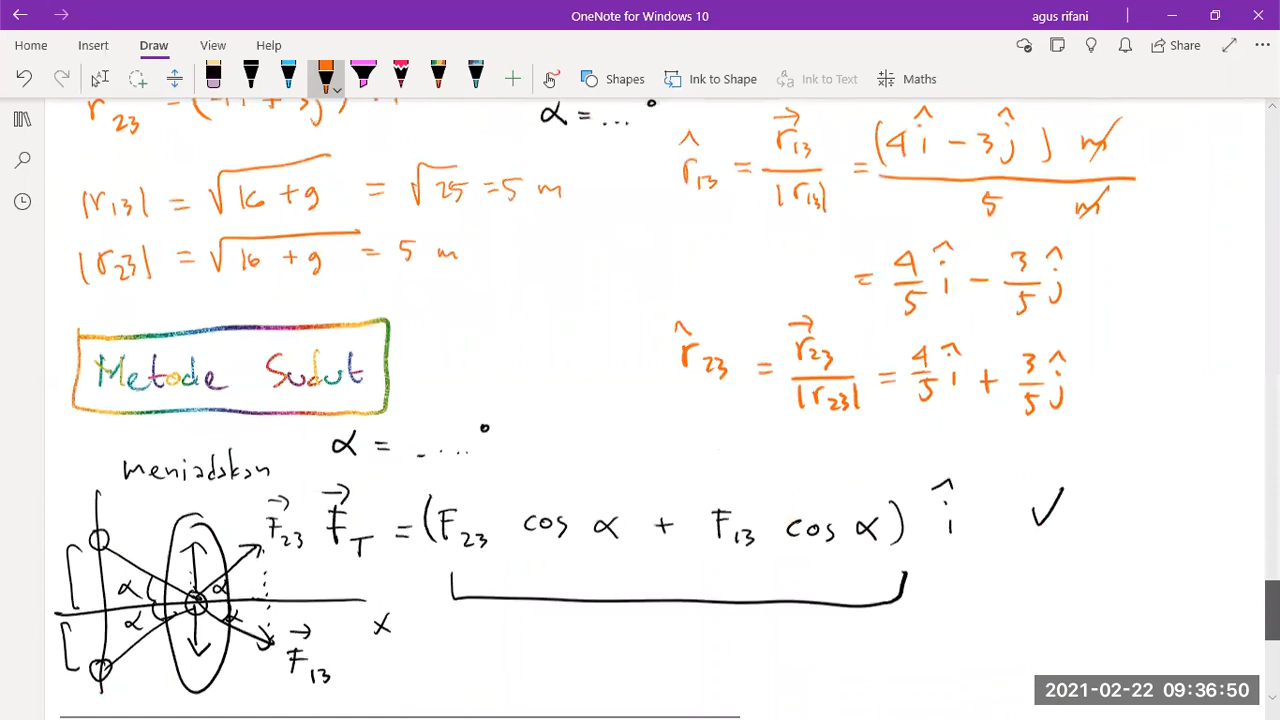 OneNote for Windows 10
agus rifani
Home Insert Draw View Help
Share
Shapes Ink to Shape Ink to Text Maths
r 23
α = ... °
r̂13 = r⃗13 / |r13| = (4î − 3ĵ) m / 5 m
= 4/5 î − 3/5 ĵ
|r13| = √16 + 9 = √25 = 5 m
|r23| = √16 + 9 = 5 m
r̂23 = r⃗23 / |r23| = 4/5 î + 3/5 ĵ
Metode Sudut
α = ....°
meniadakan
F⃗T = (F23 cos α + F13 cos α) î ✓
F⃗23
α α
α α
x
F⃗13
2021-02-22 09:36:50